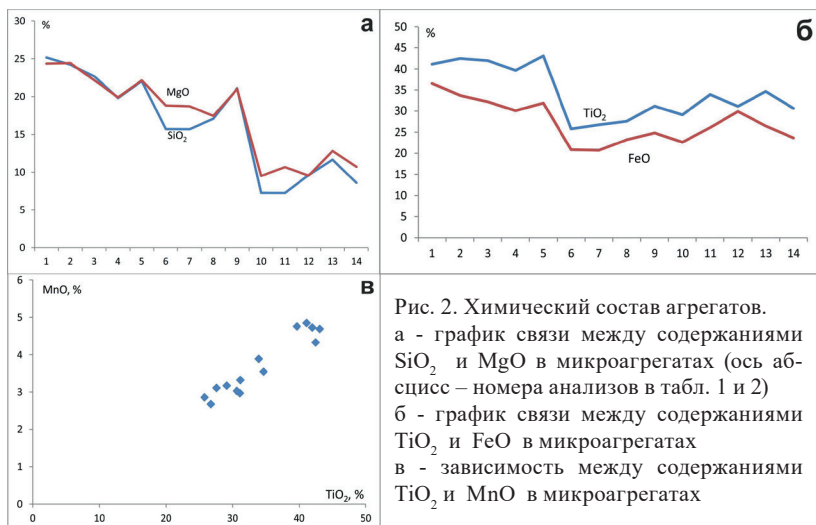 %
а
30
25
20
15
10
5
0
MgO
SiO₂
1 2 3 4 5 6 7 8 9 10 11 12 13 14
%
б
50
45
40
35
30
25
20
15
10
5
0
TiO₂
FeO
1 2 3 4 5 6 7 8 9 10 11 12 13 14
MnO, %
в
6
5
4
3
2
1
0
TiO₂, %
0 10 20 30 40 50
Рис. 2. Химический состав агрегатов.
а - график связи между содержаниями
SiO₂ и MgO в микроагрегатах (ось аб-
сцисс – номера анализов в табл. 1 и 2)
б - график связи между содержаниями
TiO₂ и FeO в микроагрегатах
в - зависимость между содержаниями
TiO₂ и MnO в микроагрегатах